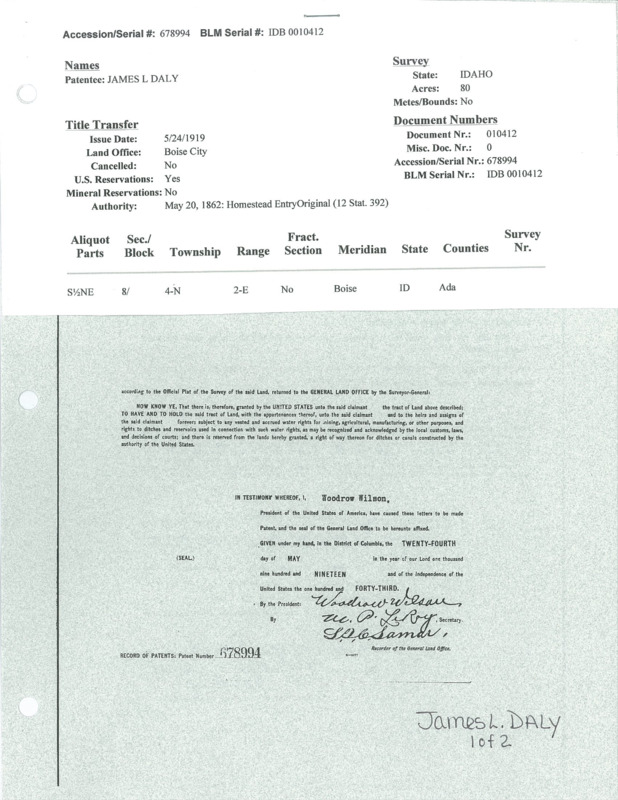 Accession/Serial #: 678994 BLM Serial #: IDB 0010412
Names
Patentee: JAMES L DALY
Survey
State: IDAHO
Acres: 80
Metes/Bounds: No
Title Transfer
Issue Date: 5/24/1919
Land Office: Boise City
Cancelled: No
U.S. Reservations: Yes
Mineral Reservations: No
Authority: May 20, 1862: Homestead EntryOriginal (12 Stat. 392)
Document Numbers
Document Nr.: 010412
Misc. Doc. Nr.: 0
Accession/Serial Nr.: 678994
BLM Serial Nr.: IDB 0010412
Aliquot Parts Sec./ Block Township Range Fract. Section Meridian State Counties Survey Nr.
S½NE 8/ 4-N 2-E No Boise ID Ada
according to the Official Plat of the Survey of the said Land, returned to the GENERAL LAND OFFICE by the Surveyor-General:
NOW KNOW YE, That there is, therefore, granted by the UNITED STATES unto the said claimant the tract of Land above described;
TO HAVE AND TO HOLD the said tract of Land, with the appurtenances thereof, unto the said claimant and to the heirs and assigns of
the said claimant forever; subject to any vested and accrued water rights for mining, agricultural, manufacturing, or other purposes, and
rights to ditches and reservoirs used in connection with such water rights, as may be recognized and acknowledged by the local customs, laws,
and decisions of courts; and there is reserved from the lands hereby granted, a right of way thereon for ditches or canals constructed by the
authority of the United States.
IN TESTIMONY WHEREOF, I, Woodrow Wilson,
President of the United States of America, have caused these letters to be made
Patent, and the seal of the General Land Office to be hereunto affixed.
GIVEN under my hand, in the District of Columbia, the TWENTY-FOURTH
(SEAL) day of MAY in the year of our Lord one thousand
nine hundred and NINETEEN and of the Independence of the
United States the one hundred and FORTY-THIRD.
By the President: Woodrow Wilson
By M. P. LeRoy, Secretary
L. Q. C. Lamar,
Recorder of the General Land Office.
RECORD OF PATENTS: Patent Number 678994
James L. DALY
1 of 2